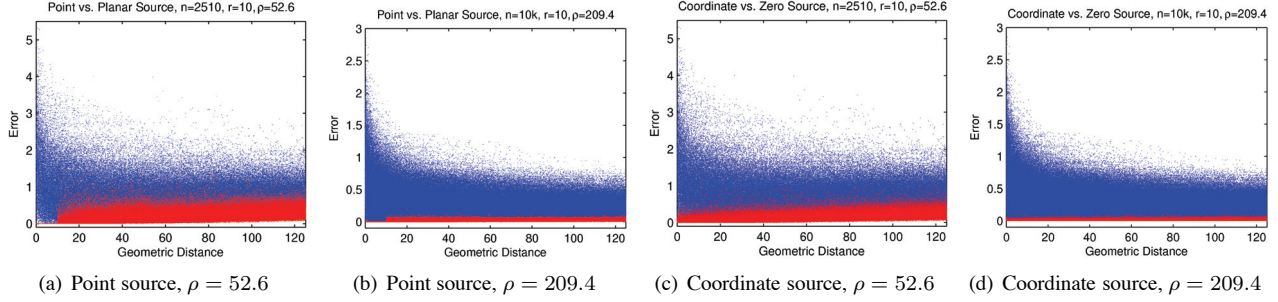 Point vs. Planar Source, n=2510, r=10,ρ=52.6
5
4
3
2
1
0
Error
0 20 40 60 80 100 120
Geometric Distance
(a) Point source, ρ = 52.6
Point vs. Planar Source, n=10k, r=10, ρ=209.4
3
2.5
2
1.5
1
0.5
0
Error
0 20 40 60 80 100 120
Geometric Distance
(b) Point source, ρ = 209.4
Coordinate vs. Zero Source, n=2510, r=10,ρ=52.6
5
4
3
2
1
0
Error
0 20 40 60 80 100 120
Geometric Distance
(c) Coordinate source, ρ = 52.6
Coordinate vs. Zero Source, n=10k, r=10, ρ=209.4
3
2.5
2
1.5
1
0.5
0
Error
0 20 40 60 80 100 120
Geometric Distance
(d) Coordinate source, ρ = 209.4